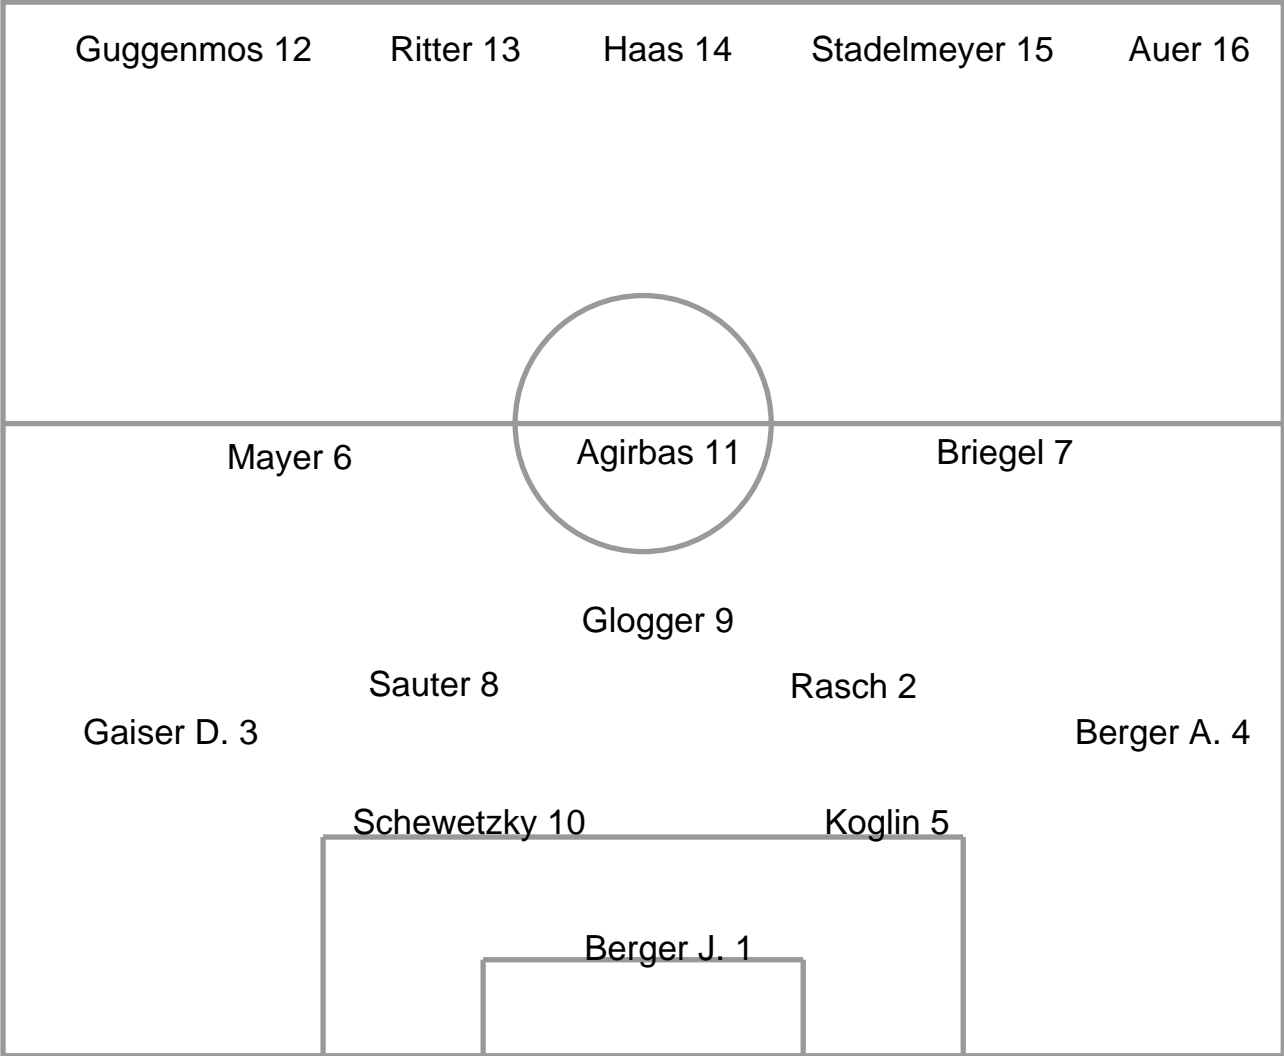 Guggenmos 12 Ritter 13 Haas 14 Stadelmeyer 15 Auer 16
Mayer 6 Agirbas 11 Briegel 7
Glogger 9
Sauter 8 Rasch 2
Gaiser D. 3 Berger A. 4
Schewetzky 10 Koglin 5
Berger J. 1